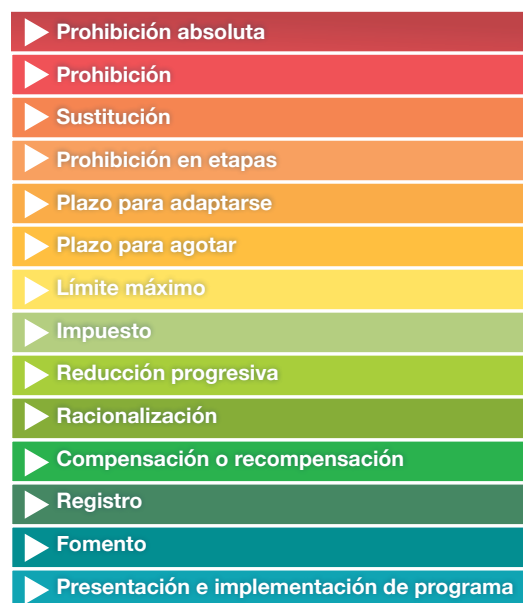 Prohibición absoluta
Prohibición
Sustitución
Prohibición en etapas
Plazo para adaptarse
Plazo para agotar
Límite máximo
Impuesto
Reducción progresiva
Racionalización
Compensación o recompensación
Registro
Fomento
Presentación e implementación de programa